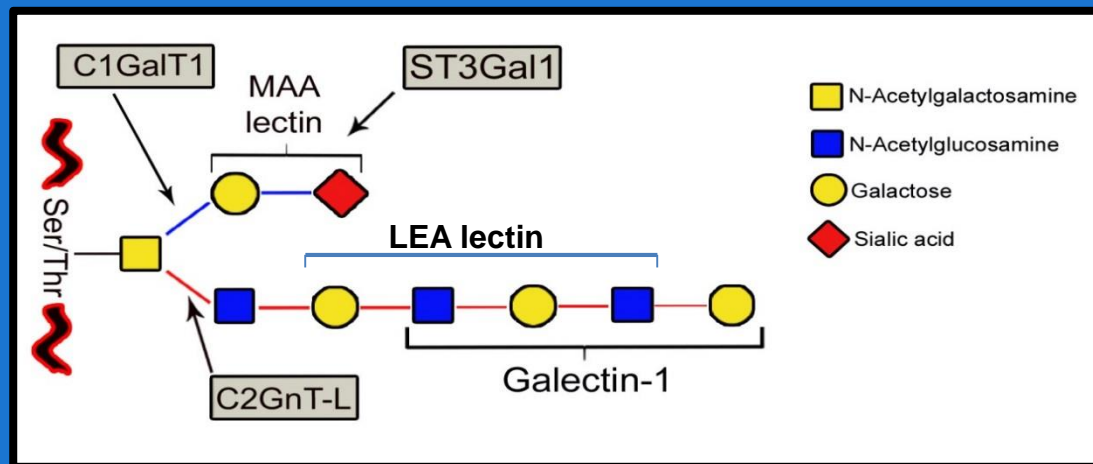 C1GalT1
ST3Gal1
MAA
lectin
N-Acetylgalactosamine
N-Acetylglucosamine
Galactose
Sialic acid
Ser/Thr
LEA lectin
Galectin-1
C2GnT-L